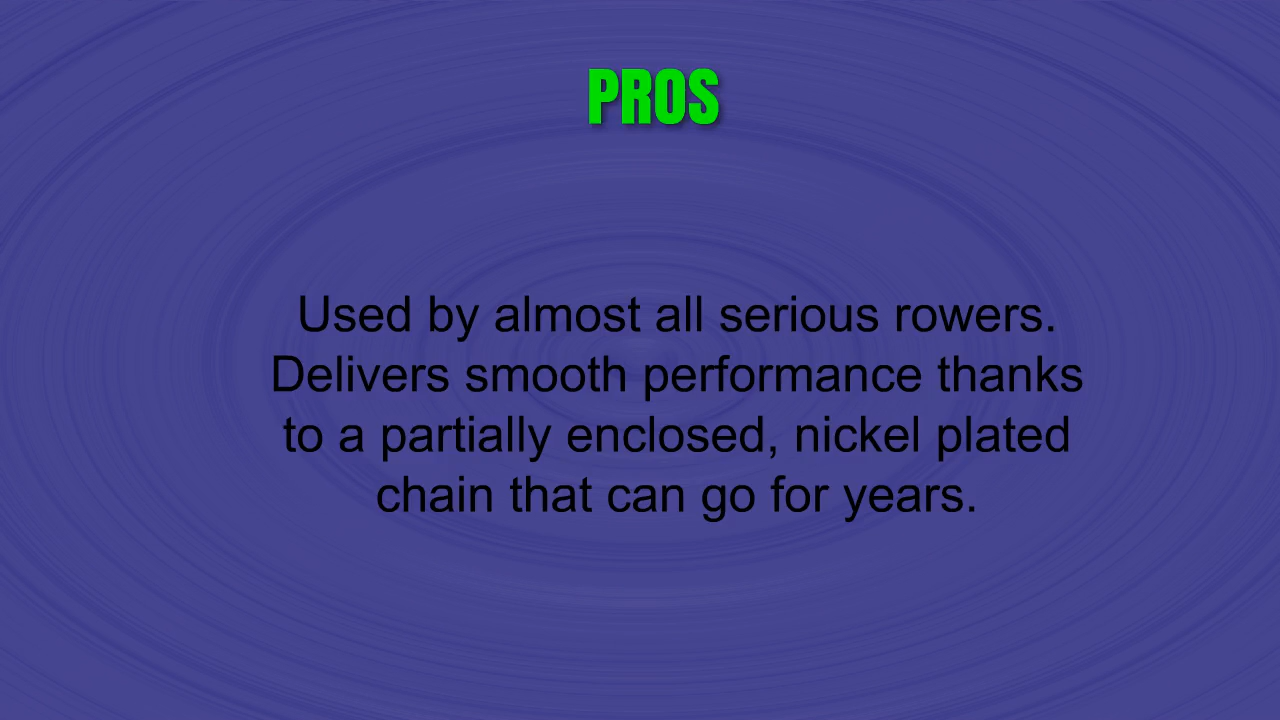 PROS
Used by almost all serious rowers.
Delivers smooth performance thanks
to a partially enclosed, nickel plated
chain that can go for years.